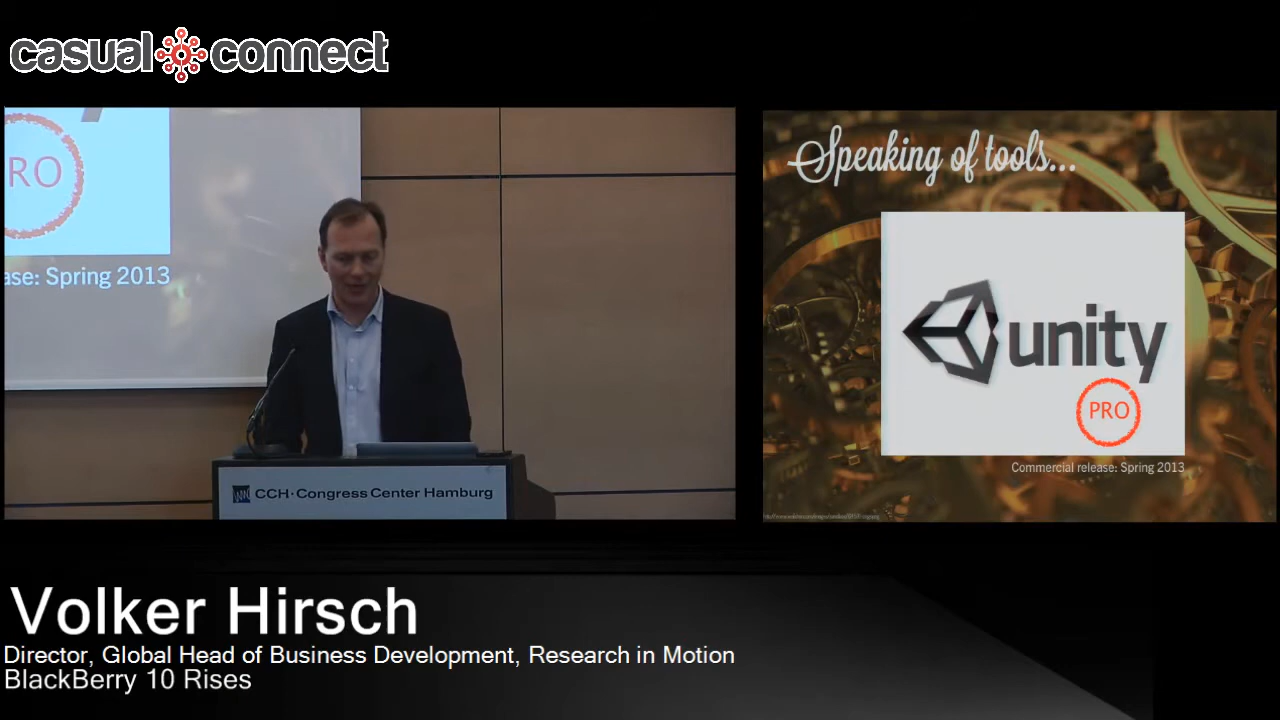 casual connect
RO
ase: Spring 2013
CCH·Congress Center Hamburg
Speaking of tools...
unity
PRO
Commercial release: Spring 2013
Volker Hirsch
Director, Global Head of Business Development, Research in Motion
BlackBerry 10 Rises